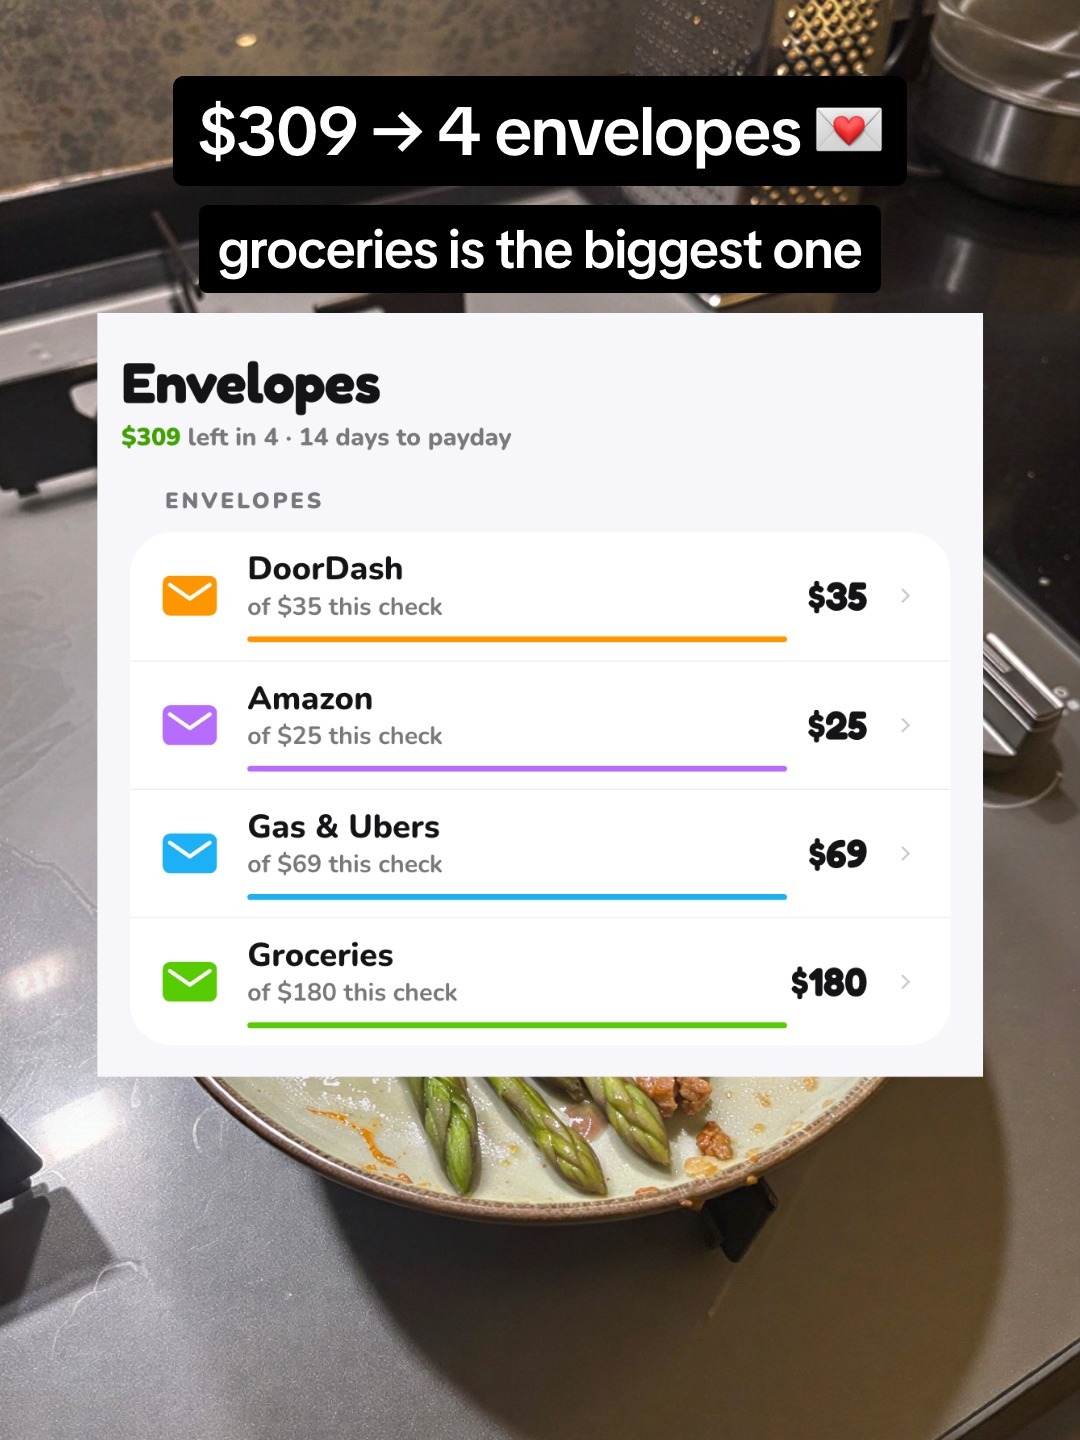 $309 → 4 envelopes 💌
groceries is the biggest one
Envelopes
$309 left in 4 · 14 days to payday
ENVELOPES
DoorDash
of $35 this check
$35
Amazon
of $25 this check
$25
Gas & Ubers
of $69 this check
$69
Groceries
of $180 this check
$180